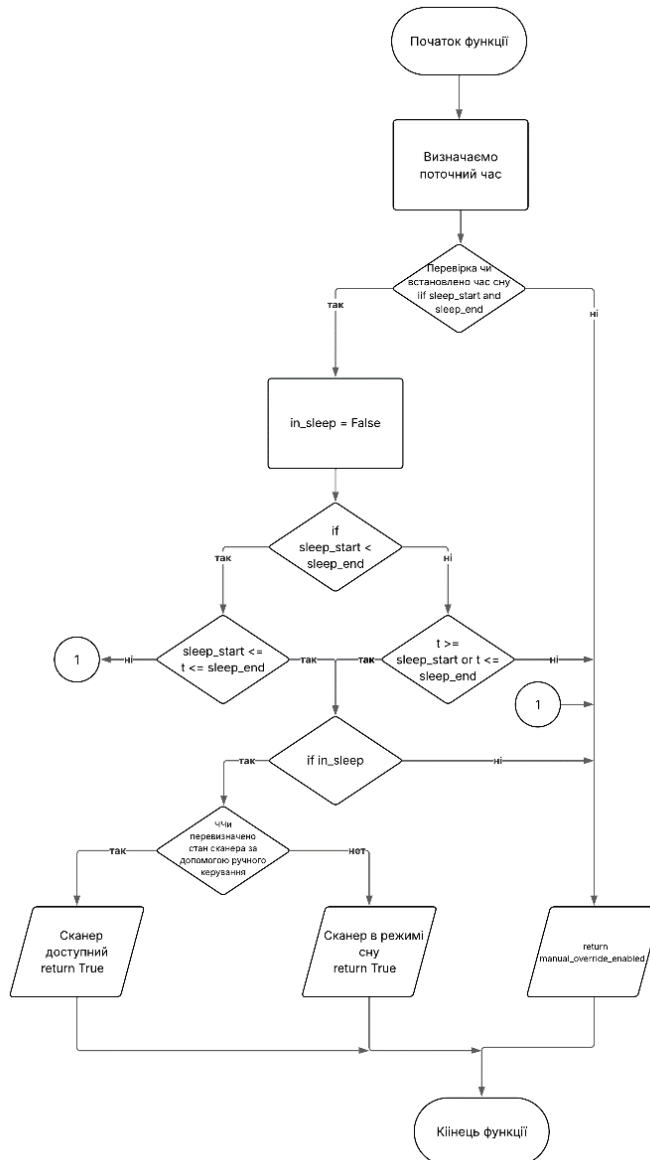 Початок функції
Визначаємо
поточний час
Перевірка чи
встановлено час сну
iif sleep_start and
sleep_end
так
ні
in_sleep = False
if
sleep_start <
sleep_end
так
ні
1
ні
sleep_start <=
t <= sleep_end
так
так
t >=
sleep_start or t <=
sleep_end
ні
1
так
if in_sleep
ні
ЧЧи
перевизначено
стан сканера за
допомогою ручного
керування
так
нет
Сканер
доступний
return True
Сканер в режимі
сну
return True
return
manual_override_enabled
Кіінець функції